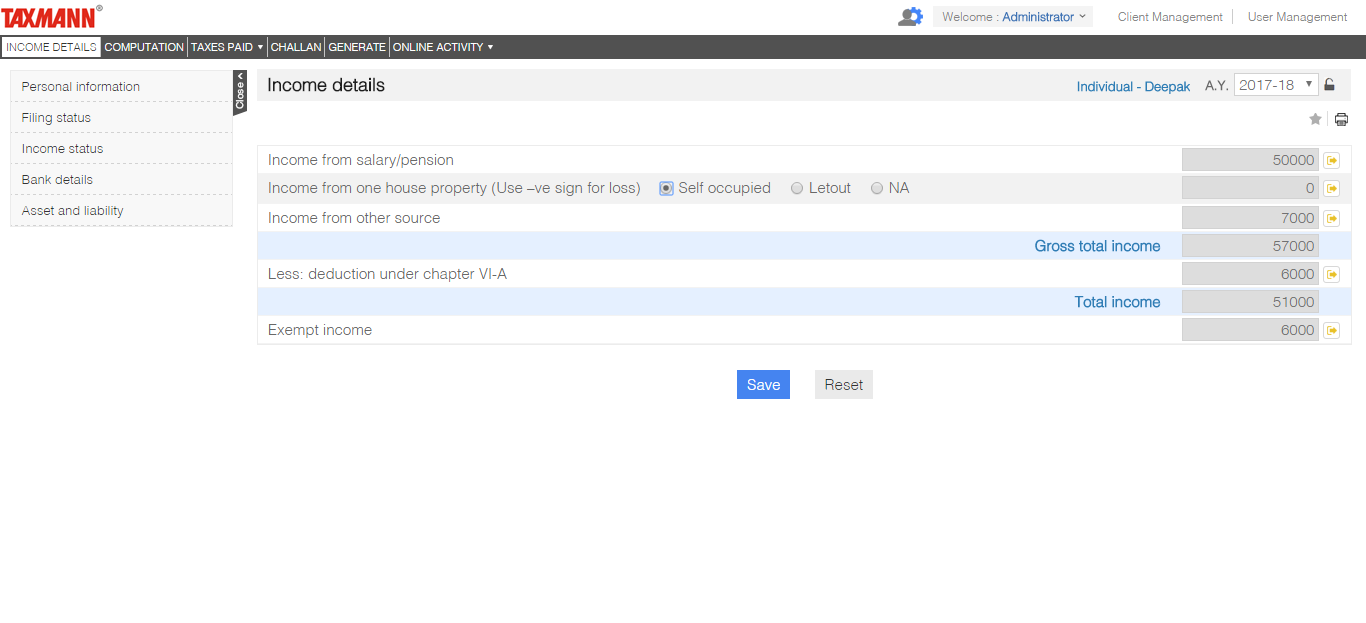 TAXMANN®
Welcome : Administrator
Client Management
User Management
INCOME DETAILS COMPUTATION TAXES PAID CHALLAN GENERATE ONLINE ACTIVITY
Personal information
Filing status
Income status
Bank details
Asset and liability
Close
Income details
Individual - Deepak A.Y. 2017-18
Income from salary/pension 50000
Income from one house property (Use –ve sign for loss) Self occupied Letout NA 0
Income from other source 7000
Gross total income 57000
Less: deduction under chapter VI-A 6000
Total income 51000
Exempt income 6000
Save Reset